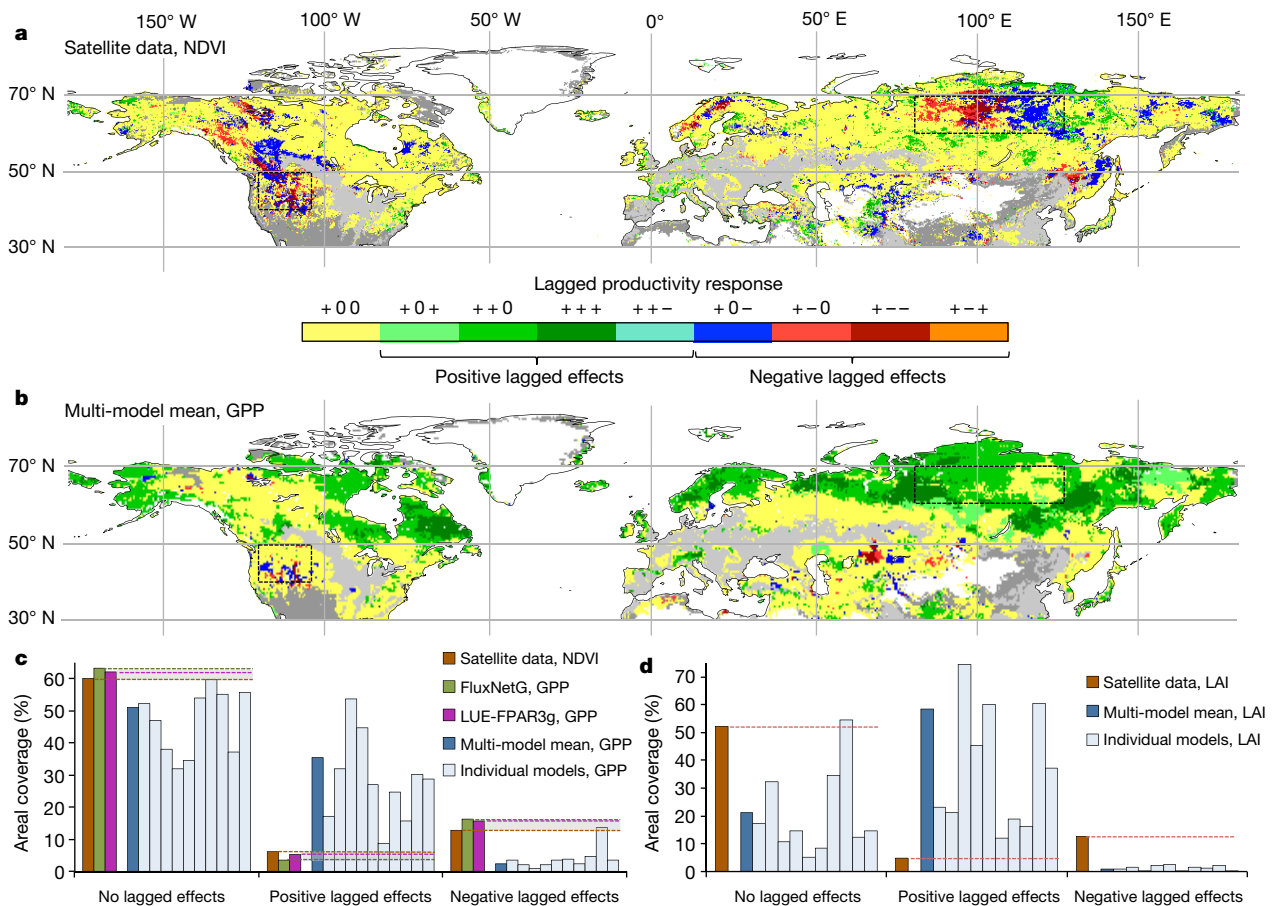 150° W 100° W 50° W 0° 50° E 100° E 150° E
a
Satellite data, NDVI
70° N
50° N
30° N
Lagged productivity response
+00 +0+ ++0 +++ ++− +0− +−0 +−− +−+
Positive lagged effects Negative lagged effects
b
Multi-model mean, GPP
70° N
50° N
30° N
c
Areal coverage (%)
60
50
40
30
20
10
0
Satellite data, NDVI
FluxNetG, GPP
LUE-FPAR3g, GPP
Multi-model mean, GPP
Individual models, GPP
No lagged effects Positive lagged effects Negative lagged effects
d
Areal coverage (%)
70
60
50
40
30
20
10
0
Satellite data, LAI
Multi-model mean, LAI
Individual models, LAI
No lagged effects Positive lagged effects Negative lagged effects